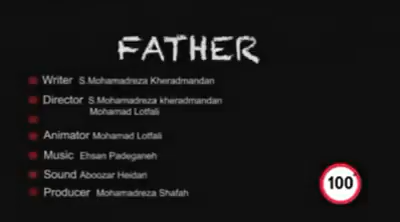 FATHER
Writer S.Mohamadreza Kheradmandan
Director S.Mohamadreza kheradmandan
Mohamad Lotfali
Animator Mohamad Lotfali
Music Ehsan Padeganeh
Sound Aboozar Heidari
Producer Mohamadreza Shafah
100